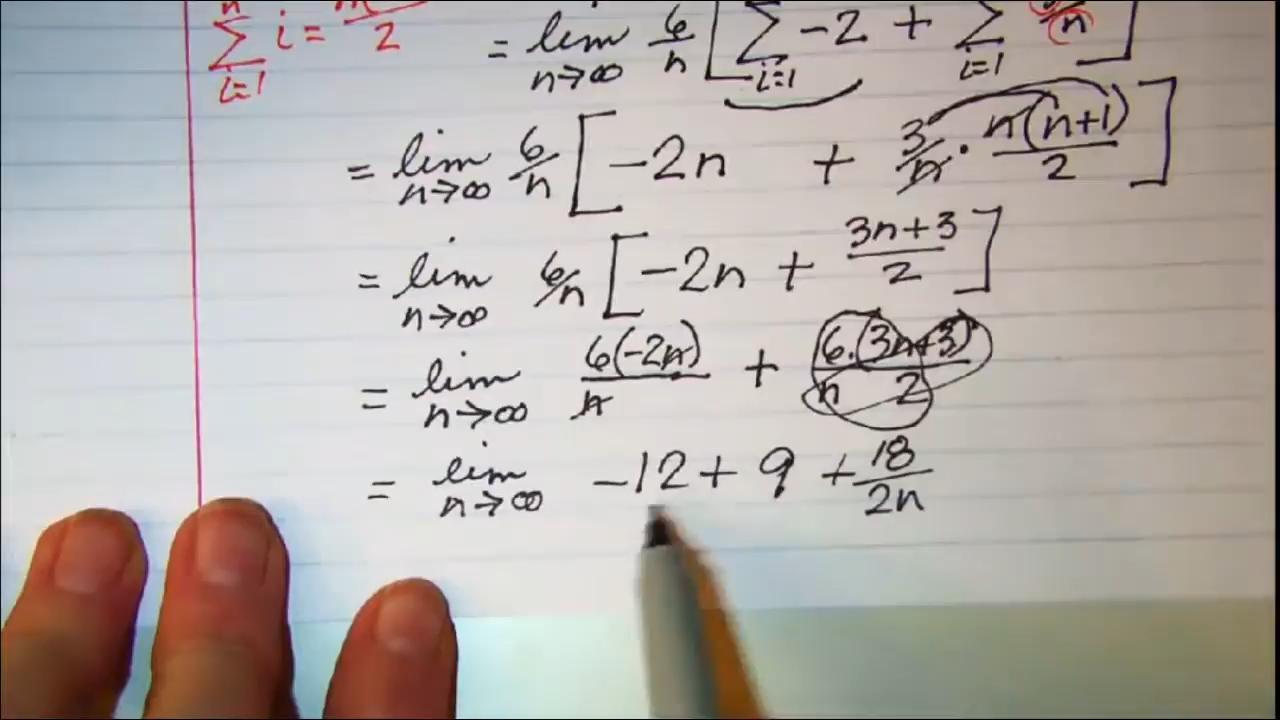 n
∑ i = n( / 2
i=1
= lim n→∞ 6/n [ ∑ i=1 -2 + ∑ i=1 /n ]
= lim n→∞ 6/n [ -2n + 3/n · n(n+1)/2 ]
= lim n→∞ 6/n [ -2n + 3n+3/2 ]
= lim n→∞ 6(-2n)/n + 6·(3n+3)/n 2
= lim n→∞ -12 + 9 + 18/2n